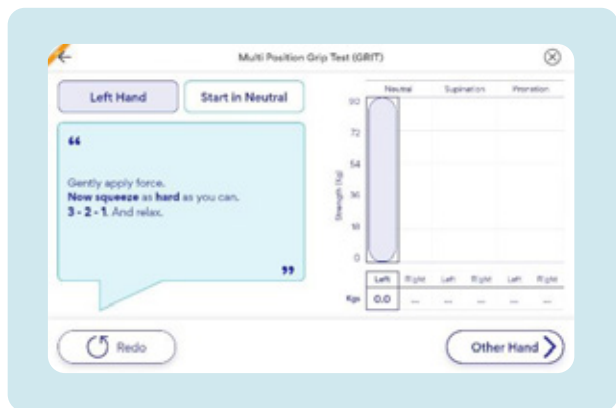 Multi Position Grip Test (GRIT)
Left Hand
Start in Neutral
“
Gently apply force.
Now squeeze as hard as you can.
3 - 2 - 1. And relax.
”
Neutral Supination Pronation
Strength (Kg)
90
72
54
36
18
0
Left Right Left Right Left Right
Kgs 0.0 -- -- -- -- --
Redo
Other Hand